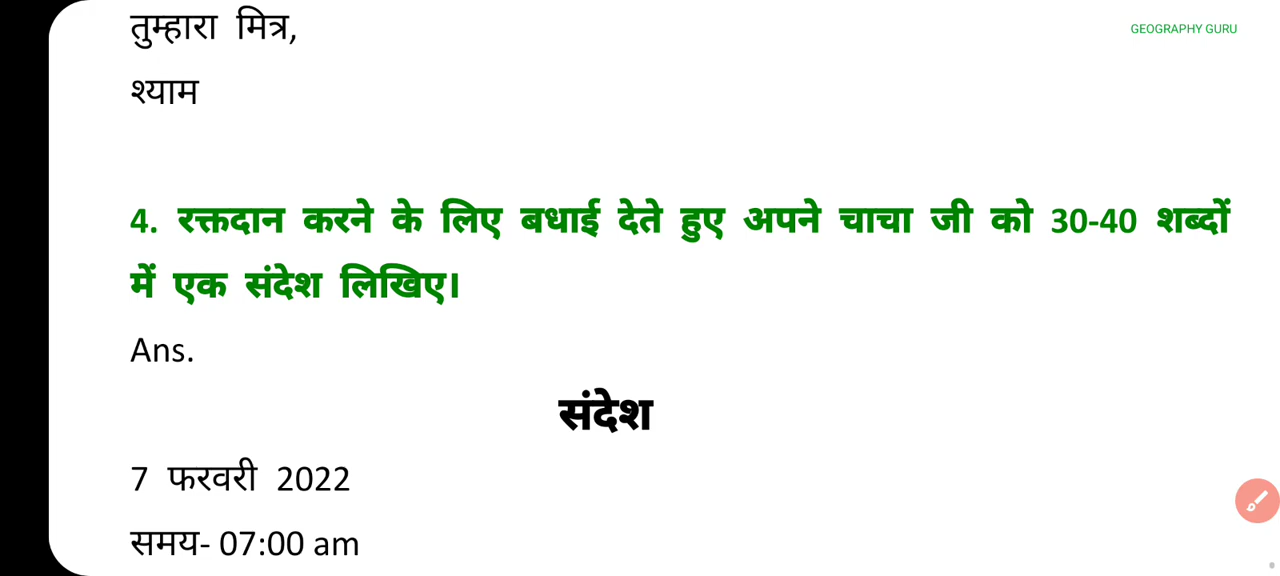 तुम्हारा मित्र,
GEOGRAPHY GURU
श्याम
4. रक्तदान करने के लिए बधाई देते हुए अपने चाचा जी को 30-40 शब्दों
में एक संदेश लिखिए।
Ans.
संदेश
7 फरवरी 2022
समय- 07:00 am